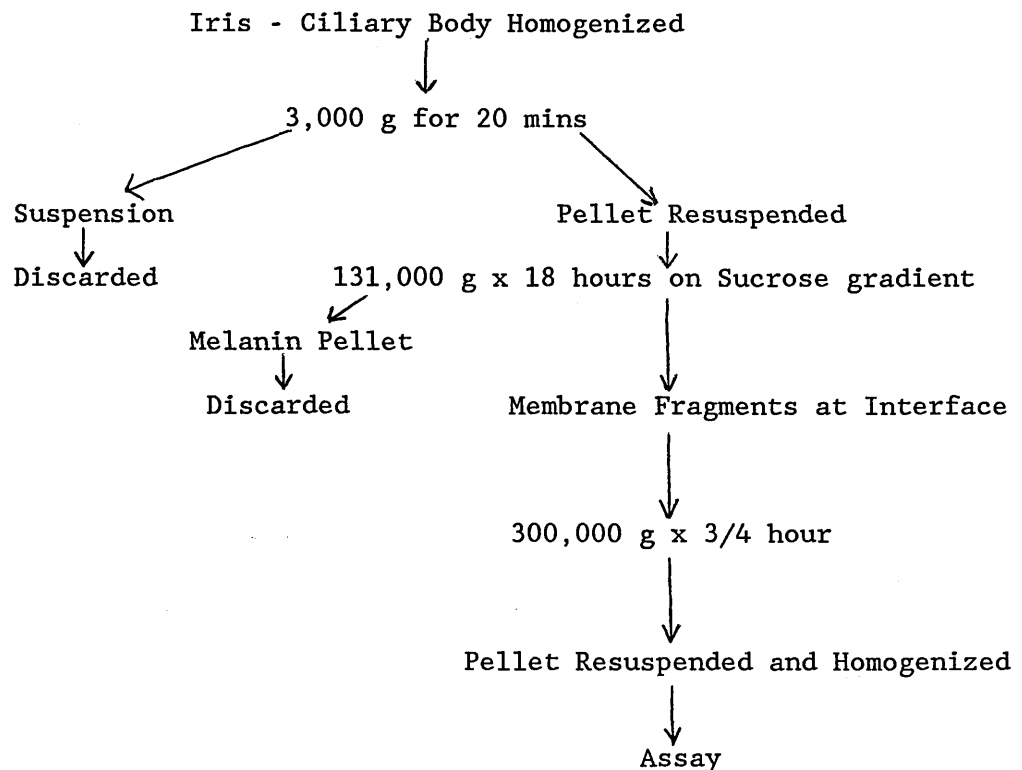 Iris - Ciliary Body Homogenized
3,000 g for 20 mins
Suspension
Pellet Resuspended
Discarded
131,000 g x 18 hours on Sucrose gradient
Melanin Pellet
Discarded
Membrane Fragments at Interface
300,000 g x 3/4 hour
Pellet Resuspended and Homogenized
Assay